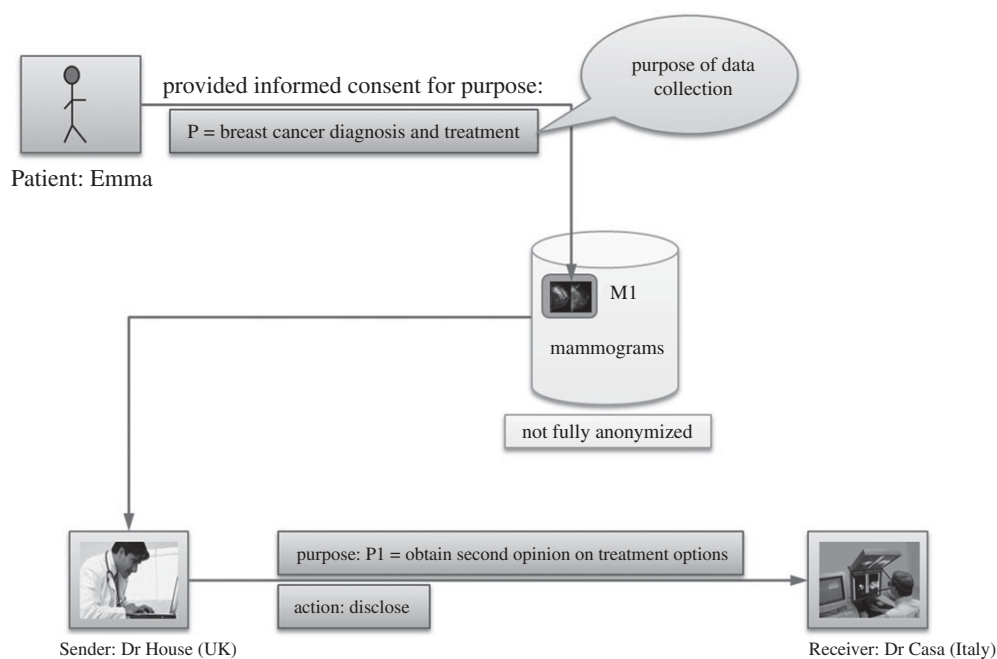 provided informed consent for purpose:
purpose of data
collection
P = breast cancer diagnosis and treatment
Patient: Emma
M1
mammograms
not fully anonymized
purpose: P1 = obtain second opinion on treatment options
action: disclose
Sender: Dr House (UK)
Receiver: Dr Casa (Italy)